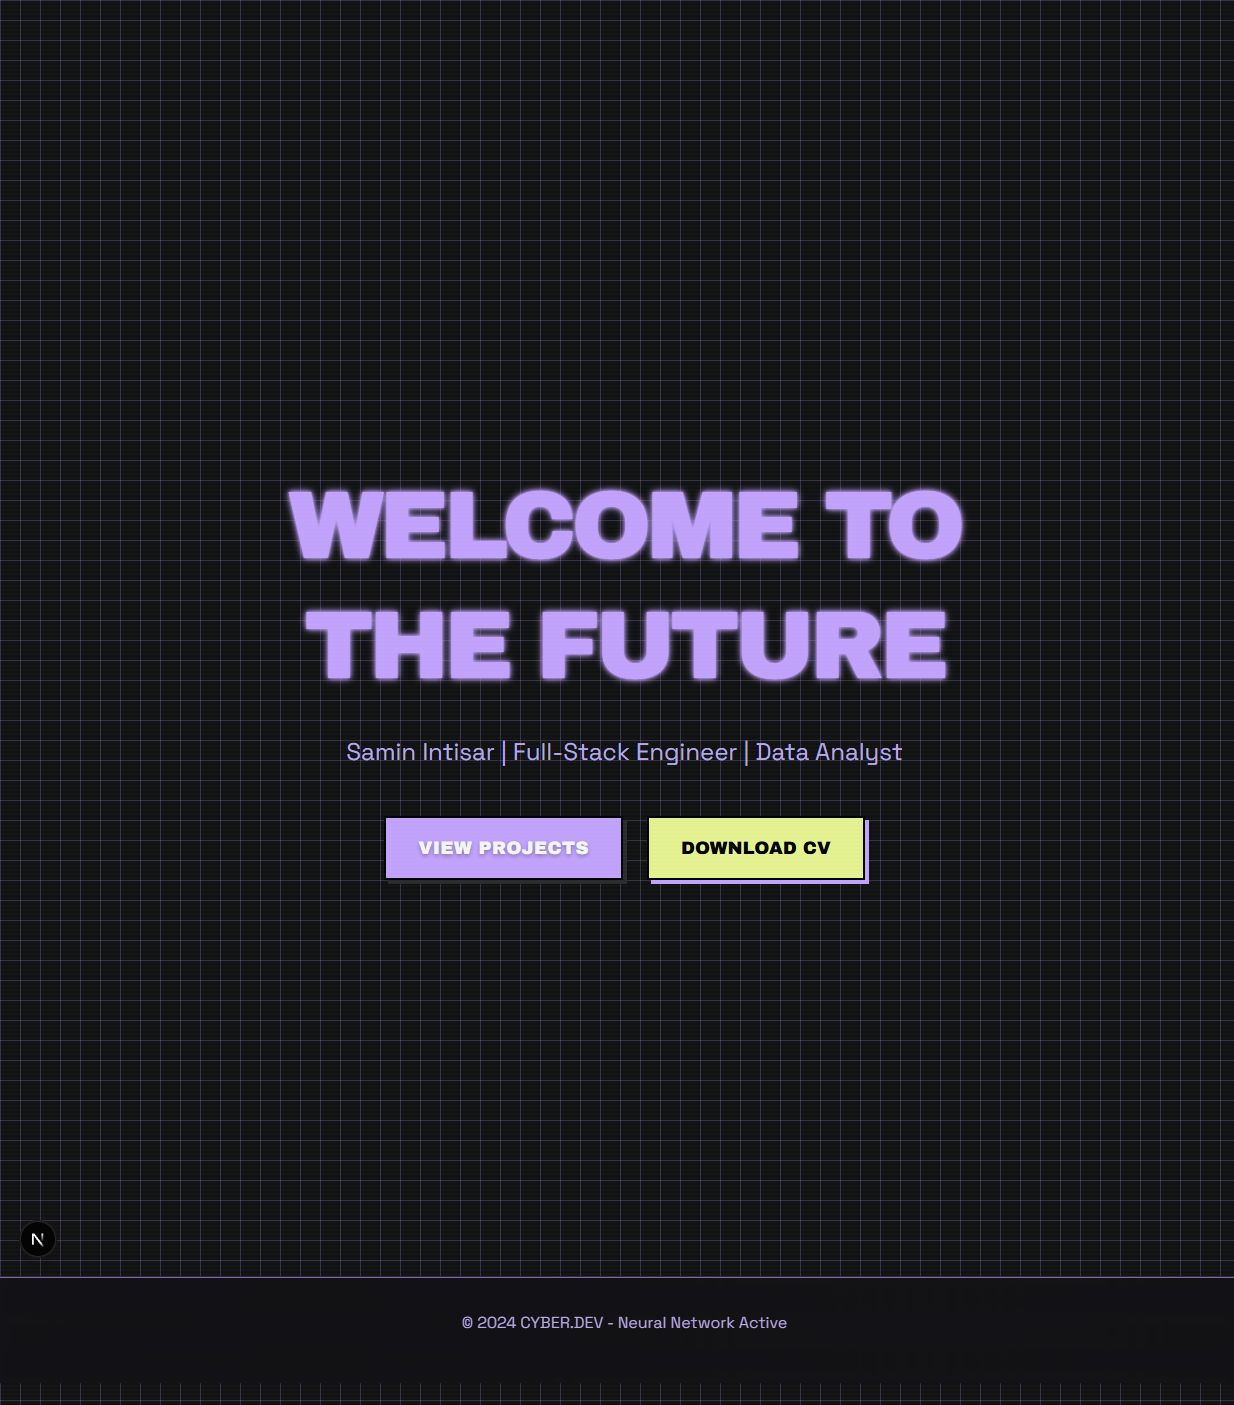 WELCOME TO
THE FUTURE
Samin Intisar | Full-Stack Engineer | Data Analyst
VIEW PROJECTS
DOWNLOAD CV
N
© 2024 CYBER.DEV - Neural Network Active